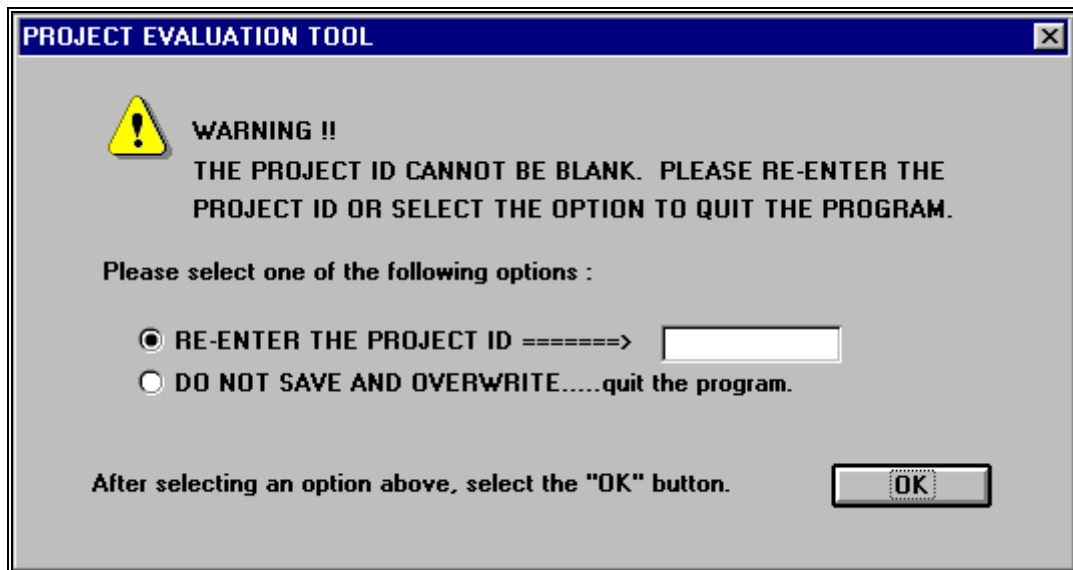 PROJECT EVALUATION TOOL
WARNING !!
THE PROJECT ID CANNOT BE BLANK.  PLEASE RE-ENTER THE
PROJECT ID OR SELECT THE OPTION TO QUIT THE PROGRAM.
Please select one of the following options :
RE-ENTER THE PROJECT ID =======>
DO NOT SAVE AND OVERWRITE.....quit the program.
After selecting an option above, select the "OK" button.
OK